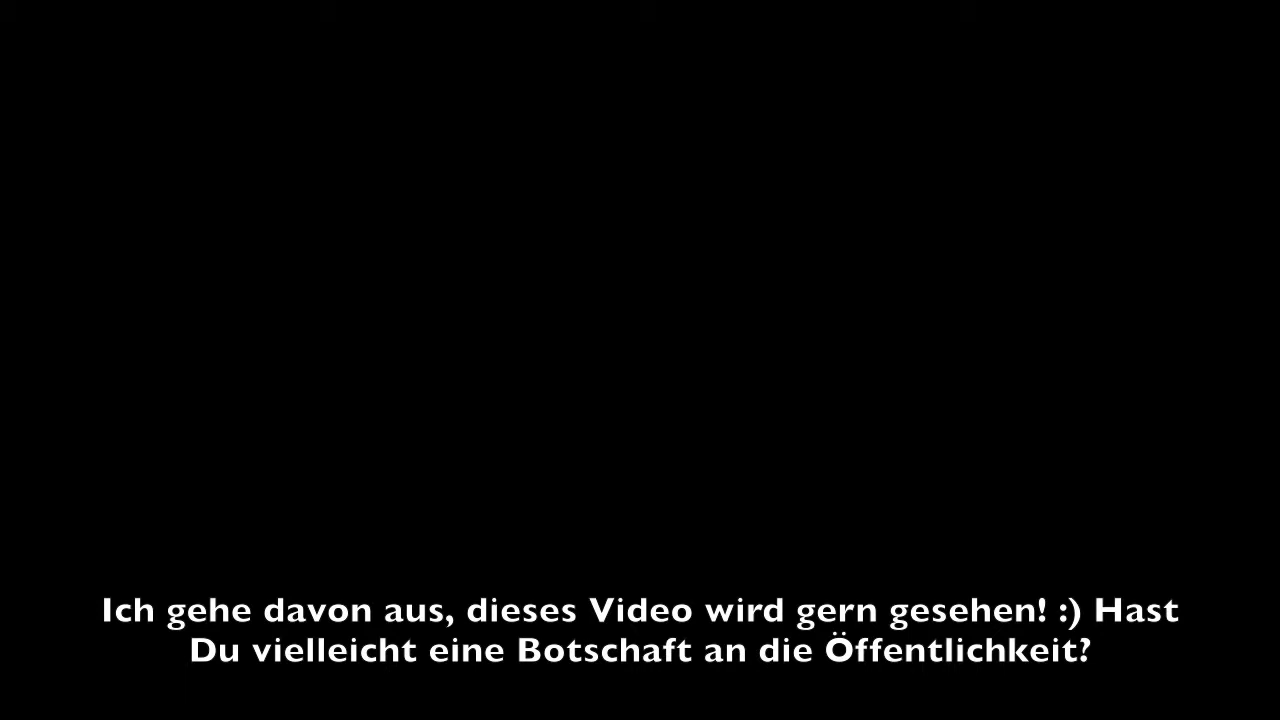 Ich gehe davon aus, dieses Video wird gern gesehen! :) Hast
Du vielleicht eine Botschaft an die Öffentlichkeit?